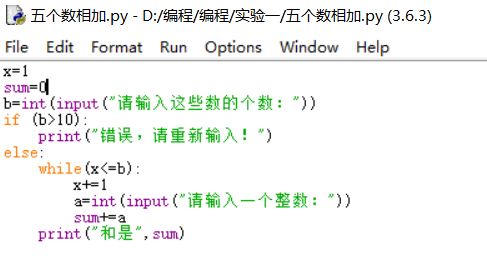 五个数相加.py - D:/编程/编程/实验一/五个数相加.py (3.6.3)
File Edit Format Run Options Window Help
x=1
sum=0
b=int(input("请输入这些数的个数："))
if (b>10):
    print("错误，请重新输入！")
else:
    while(x<=b):
        x+=1
        a=int(input("请输入一个整数："))
        sum+=a
    print("和是",sum)